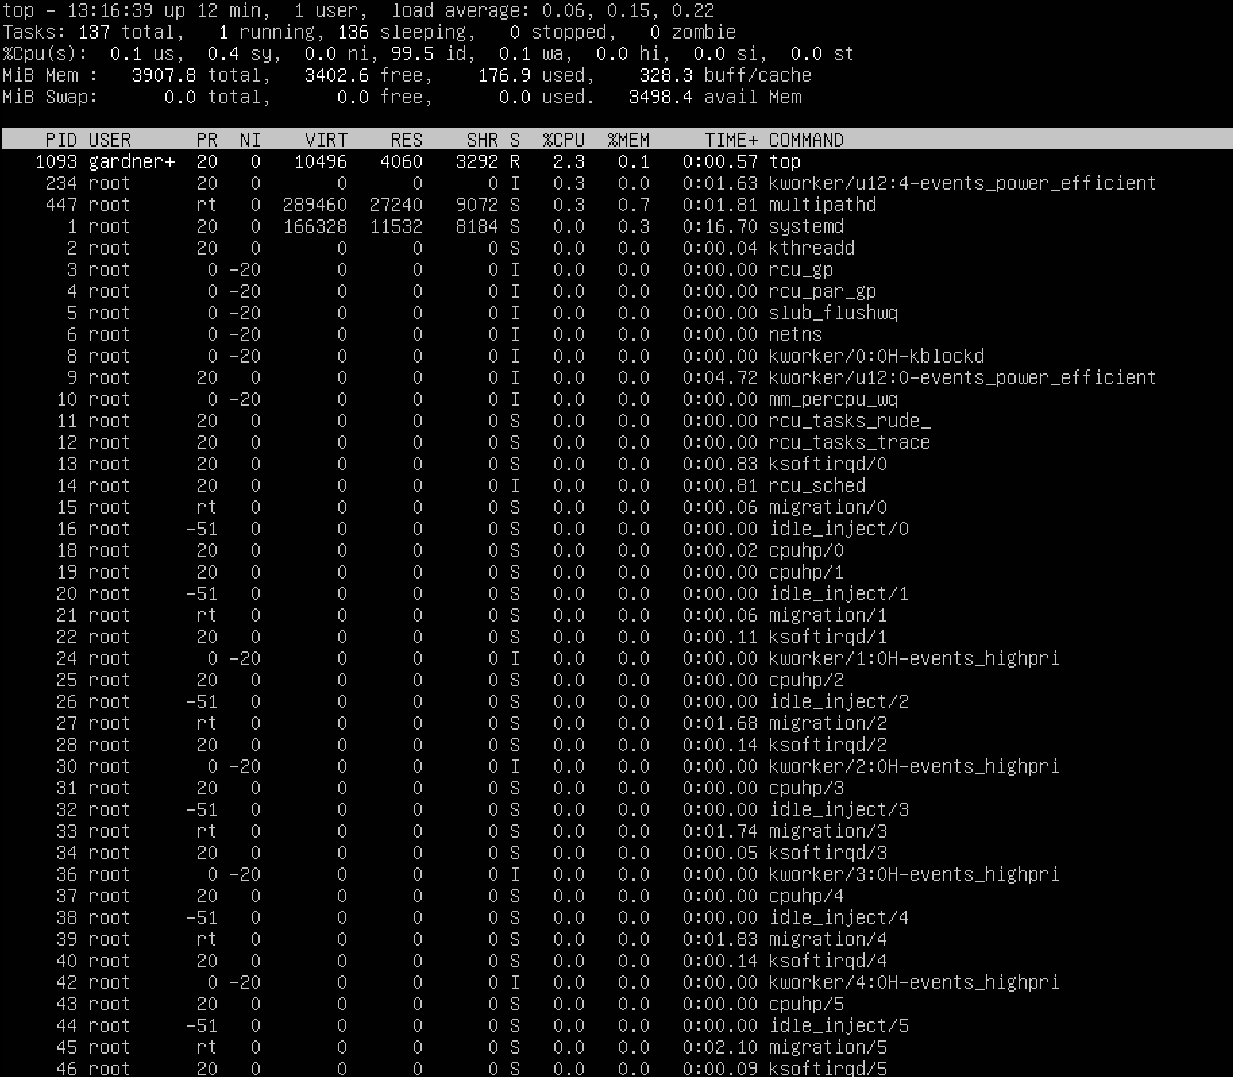 top - 13:16:39 up 12 min,  1 user,  load average: 0.06, 0.15, 0.22
Tasks: 137 total,   1 running, 136 sleeping,   0 stopped,   0 zombie
%Cpu(s):  0.1 us,  0.4 sy,  0.0 ni, 99.5 id,  0.1 wa,  0.0 hi,  0.0 si,  0.0 st
MiB Mem :   3907.8 total,   3402.6 free,    176.9 used,    328.3 buff/cache
MiB Swap:      0.0 total,      0.0 free,      0.0 used.   3498.4 avail Mem
PID USER PR NI VIRT RES SHR S %CPU %MEM TIME+ COMMAND
1093 gardner+ 20 0 10496 4060 3292 R 2.3 0.1 0:00.57 top
234 root 20 0 0 0 0 I 0.3 0.0 0:01.63 kworker/u12:4-events_power_efficient
447 root rt 0 289460 27240 9072 S 0.3 0.7 0:01.81 multipathd
1 root 20 0 166328 11532 8184 S 0.0 0.3 0:16.70 systemd
2 root 20 0 0 0 0 S 0.0 0.0 0:00.04 kthreadd
3 root 0 -20 0 0 0 I 0.0 0.0 0:00.00 rcu_gp
4 root 0 -20 0 0 0 I 0.0 0.0 0:00.00 rcu_par_gp
5 root 0 -20 0 0 0 I 0.0 0.0 0:00.00 slub_flushwq
6 root 0 -20 0 0 0 I 0.0 0.0 0:00.00 netns
8 root 0 -20 0 0 0 I 0.0 0.0 0:00.00 kworker/0:0H-kblockd
9 root 20 0 0 0 0 I 0.0 0.0 0:04.72 kworker/u12:0-events_power_efficient
10 root 0 -20 0 0 0 I 0.0 0.0 0:00.00 mm_percpu_wq
11 root 20 0 0 0 0 S 0.0 0.0 0:00.00 rcu_tasks_rude_
12 root 20 0 0 0 0 S 0.0 0.0 0:00.00 rcu_tasks_trace
13 root 20 0 0 0 0 S 0.0 0.0 0:00.83 ksoftirqd/0
14 root 20 0 0 0 0 I 0.0 0.0 0:00.81 rcu_sched
15 root rt 0 0 0 0 S 0.0 0.0 0:00.06 migration/0
16 root -51 0 0 0 0 S 0.0 0.0 0:00.00 idle_inject/0
18 root 20 0 0 0 0 S 0.0 0.0 0:00.02 cpuhp/0
19 root 20 0 0 0 0 S 0.0 0.0 0:00.00 cpuhp/1
20 root -51 0 0 0 0 S 0.0 0.0 0:00.00 idle_inject/1
21 root rt 0 0 0 0 S 0.0 0.0 0:00.06 migration/1
22 root 20 0 0 0 0 S 0.0 0.0 0:00.11 ksoftirqd/1
24 root 0 -20 0 0 0 I 0.0 0.0 0:00.00 kworker/1:0H-events_highpri
25 root 20 0 0 0 0 S 0.0 0.0 0:00.00 cpuhp/2
26 root -51 0 0 0 0 S 0.0 0.0 0:00.00 idle_inject/2
27 root rt 0 0 0 0 S 0.0 0.0 0:01.68 migration/2
28 root 20 0 0 0 0 S 0.0 0.0 0:00.14 ksoftirqd/2
30 root 0 -20 0 0 0 I 0.0 0.0 0:00.00 kworker/2:0H-events_highpri
31 root 20 0 0 0 0 S 0.0 0.0 0:00.00 cpuhp/3
32 root -51 0 0 0 0 S 0.0 0.0 0:00.00 idle_inject/3
33 root rt 0 0 0 0 S 0.0 0.0 0:01.74 migration/3
34 root 20 0 0 0 0 S 0.0 0.0 0:00.05 ksoftirqd/3
36 root 0 -20 0 0 0 I 0.0 0.0 0:00.00 kworker/3:0H-events_highpri
37 root 20 0 0 0 0 S 0.0 0.0 0:00.00 cpuhp/4
38 root -51 0 0 0 0 S 0.0 0.0 0:00.00 idle_inject/4
39 root rt 0 0 0 0 S 0.0 0.0 0:01.83 migration/4
40 root 20 0 0 0 0 S 0.0 0.0 0:00.14 ksoftirqd/4
42 root 0 -20 0 0 0 I 0.0 0.0 0:00.00 kworker/4:0H-events_highpri
43 root 20 0 0 0 0 S 0.0 0.0 0:00.00 cpuhp/5
44 root -51 0 0 0 0 S 0.0 0.0 0:00.00 idle_inject/5
45 root rt 0 0 0 0 S 0.0 0.0 0:02.10 migration/5
46 root 20 0 0 0 0 S 0.0 0.0 0:00.09 ksoftirqd/5